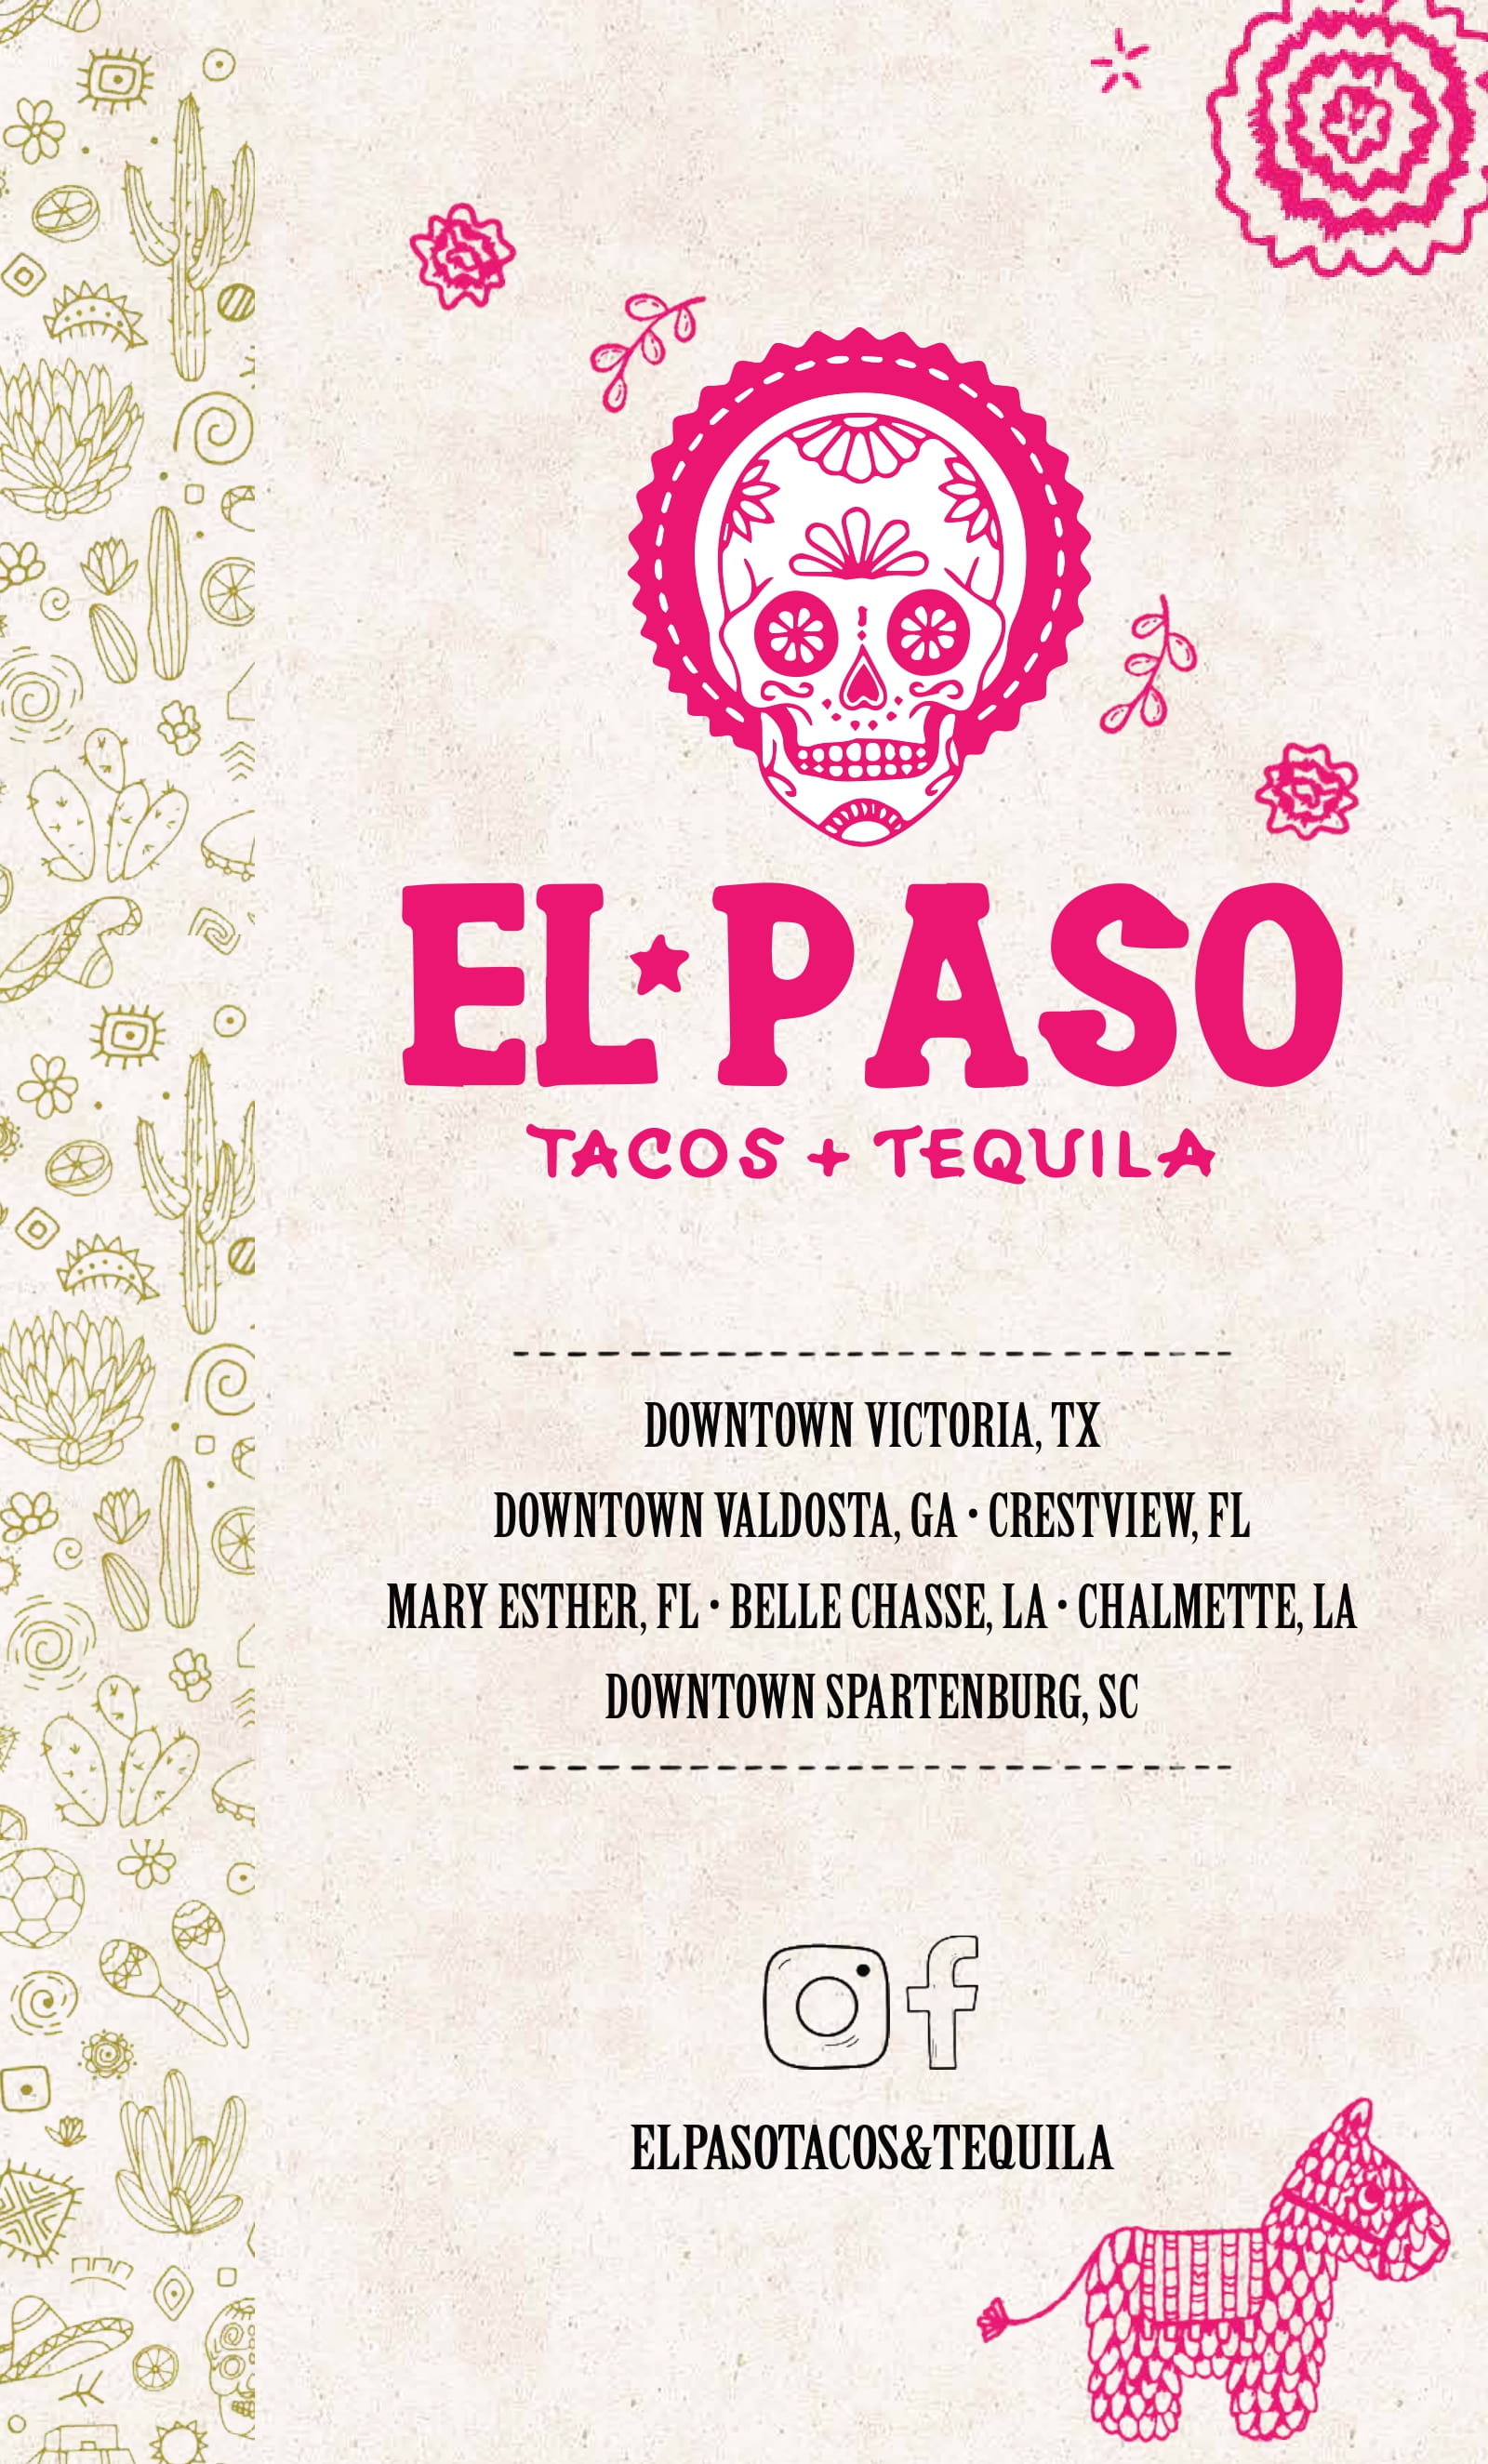 EL★PASO
TACOS + TEQUILA
DOWNTOWN VICTORIA, TX
DOWNTOWN VALDOSTA, GA • CRESTVIEW, FL
MARY ESTHER, FL • BELLE CHASSE, LA • CHALMETTE, LA
DOWNTOWN SPARTENBURG, SC
ELPASOTACOS&TEQUILA